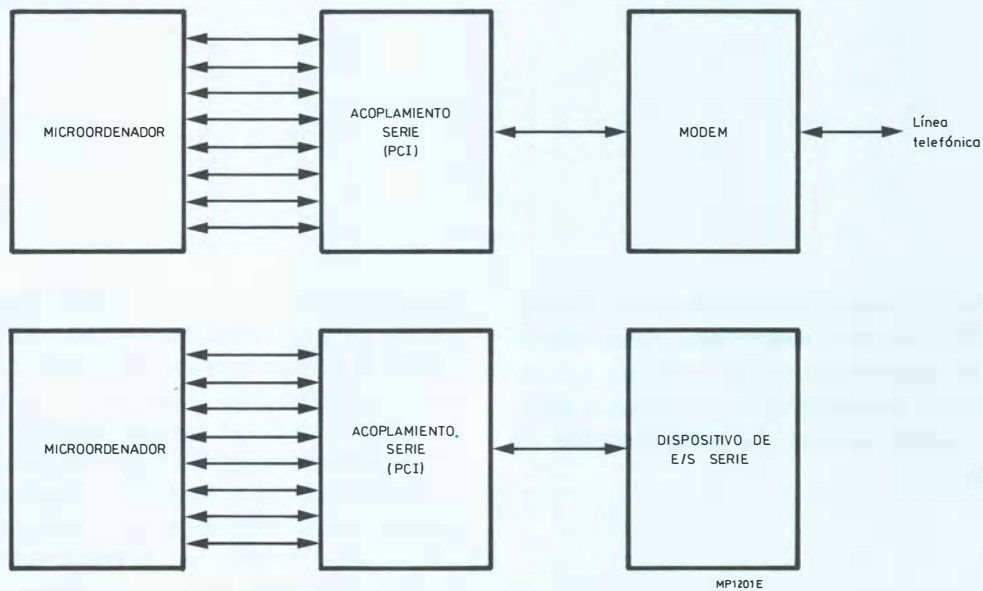 MICROORDENADOR
ACOPLAMIENTO
SERIE
(PCI)
MODEM
Línea
telefónica
MICROORDENADOR
ACOPLAMIENTO.
SERIE
(PCI)
DISPOSITIVO DE
E/S SERIE
MP1201E